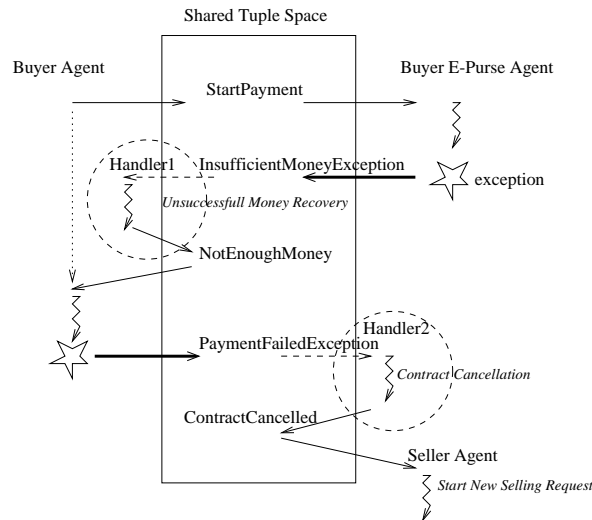 Shared Tuple Space
Buyer Agent
Buyer E-Purse Agent
StartPayment
Handler1
InsufficientMoneyException
exception
Unsuccessfull Money Recovery
NotEnoughMoney
Handler2
PaymentFailedException
Contract Cancellation
ContractCancelled
Seller Agent
Start New Selling Request